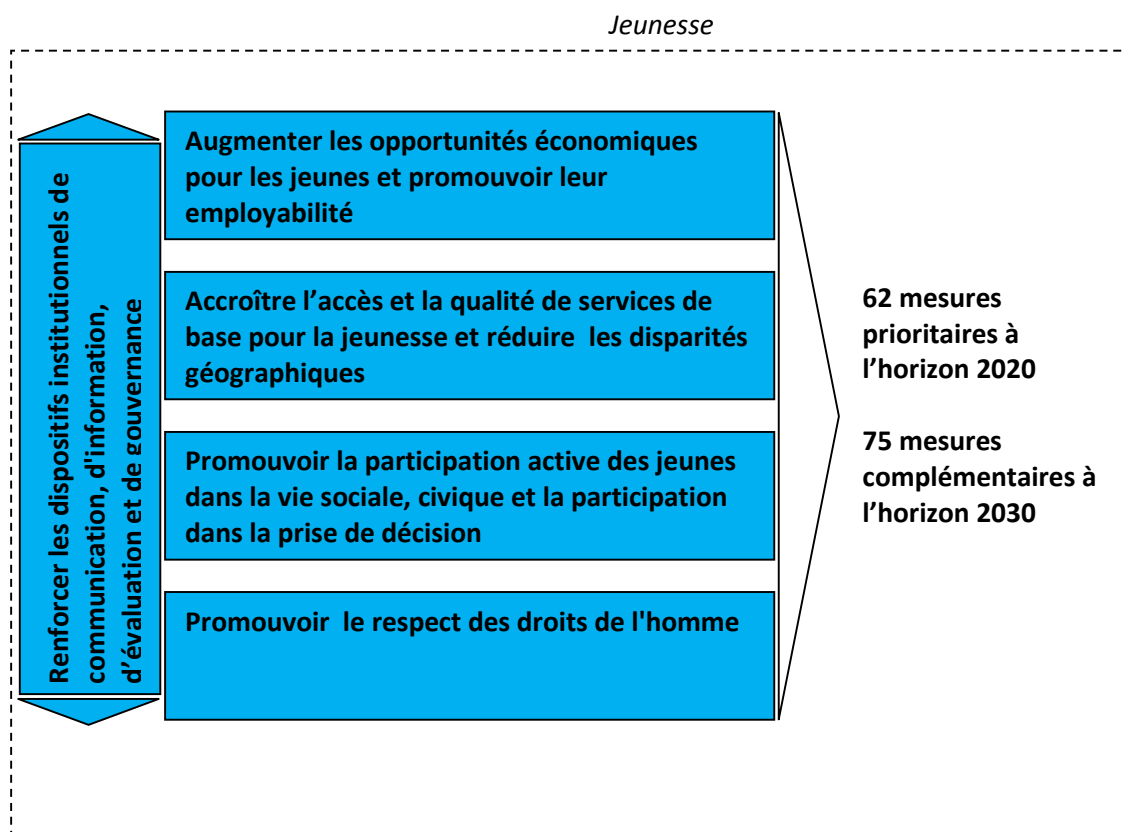 Jeunesse
Renforcer les dispositifs institutionnels de
communication, d'information,
d’évaluation et de gouvernance
Augmenter les opportunités économiques
pour les jeunes et promouvoir leur
employabilité
Accroître l’accès et la qualité de services de
base pour la jeunesse et réduire  les disparités
géographiques
Promouvoir la participation active des jeunes
dans la vie sociale, civique et la participation
dans la prise de décision
Promouvoir  le respect des droits de l'homme
62 mesures
prioritaires à
l’horizon 2020
75 mesures
complémentaires à
l’horizon 2030